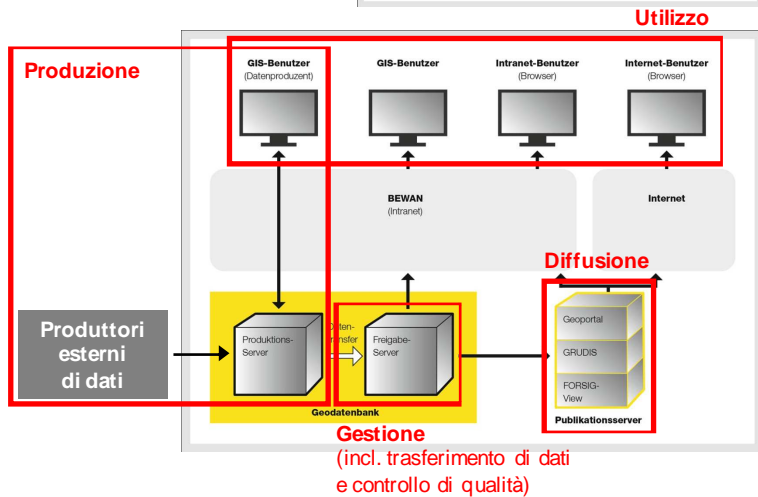 Utilizzo
Produzione
GIS-Benutzer
(Datenproduzent)
GIS-Benutzer
Intranet-Benutzer
(Browser)
Internet-Benutzer
(Browser)
BEWAN
(Intranet)
Internet
Diffusione
Produttori
esterni
di dati
Produktions-
Server
Freigabe-
Server
Geoportal
GRUDIS
FORSIG-
View
Geodatenbank
Publikationsserver
Gestione
(incl. trasferimento di dati
e controllo di qualità)